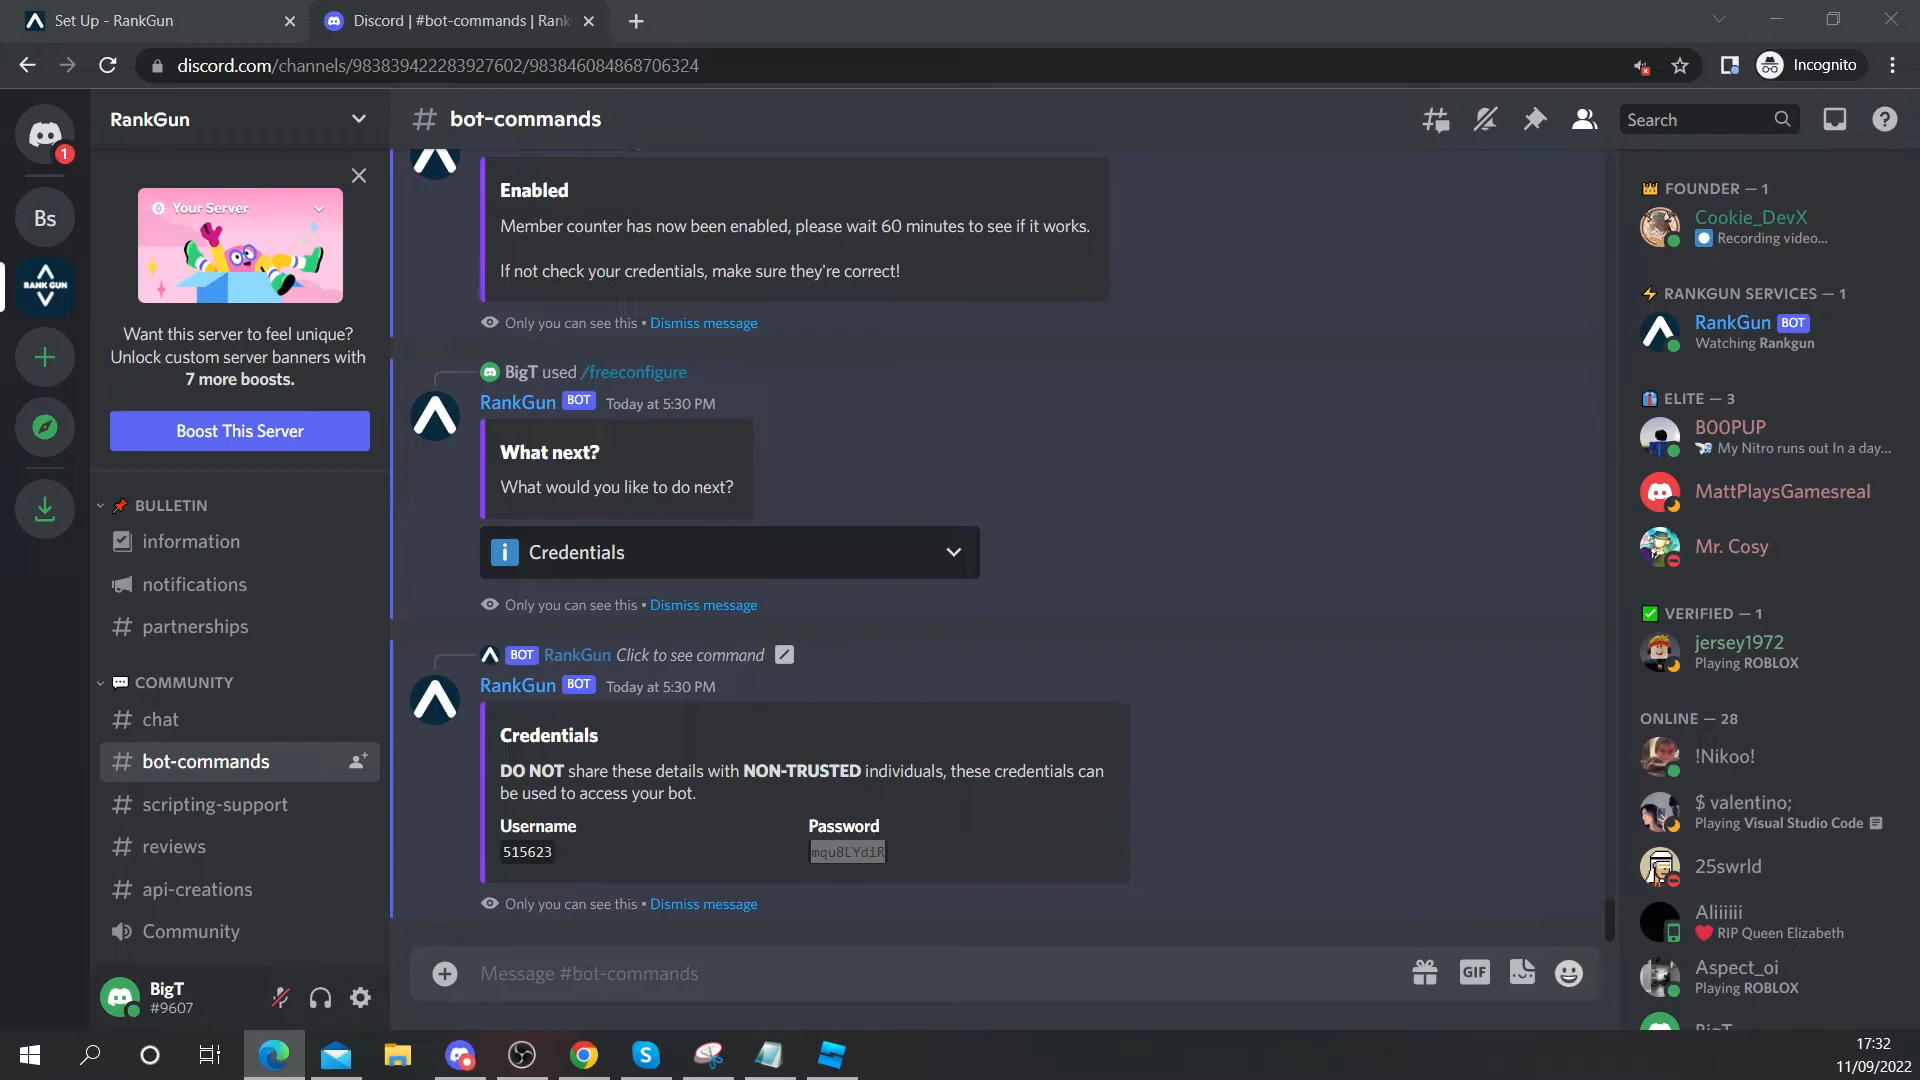 Set Up - RankGun
Discord | #bot-commands | Rank
discord.com/channels/983839422283927602/983846084868706324
Incognito
1
Bs
RANK GUN
RankGun
Your Server
Want this server to feel unique?
Unlock custom server banners with
7 more boosts.
Boost This Server
BULLETIN
information
notifications
partnerships
COMMUNITY
chat
bot-commands
scripting-support
reviews
api-creations
Community
BigT
#9607
bot-commands
Search
Enabled
Member counter has now been enabled, please wait 60 minutes to see if it works.
If not check your credentials, make sure they're correct!
Only you can see this • Dismiss message
BigT used /freeconfigure
RankGun BOT Today at 5:30 PM
What next?
What would you like to do next?
Credentials
Only you can see this • Dismiss message
BOT RankGun Click to see command
RankGun BOT Today at 5:30 PM
Credentials
DO NOT share these details with NON-TRUSTED individuals, these credentials can
be used to access your bot.
Username Password
515623 mqu8LYdiR
Only you can see this • Dismiss message
Message #bot-commands
GIF
FOUNDER — 1
Cookie_DevX
Recording video...
RANKGUN SERVICES — 1
RankGun BOT
Watching Rankgun
ELITE — 3
B00PUP
My Nitro runs out In a day...
MattPlaysGamesreal
Mr. Cosy
VERIFIED — 1
jersey1972
Playing ROBLOX
ONLINE — 28
!Nikoo!
$ valentino;
Playing Visual Studio Code
25swrld
Aliiiiii
RIP Queen Elizabeth
Aspect_oi
Playing ROBLOX
BigT
17:32
11/09/2022